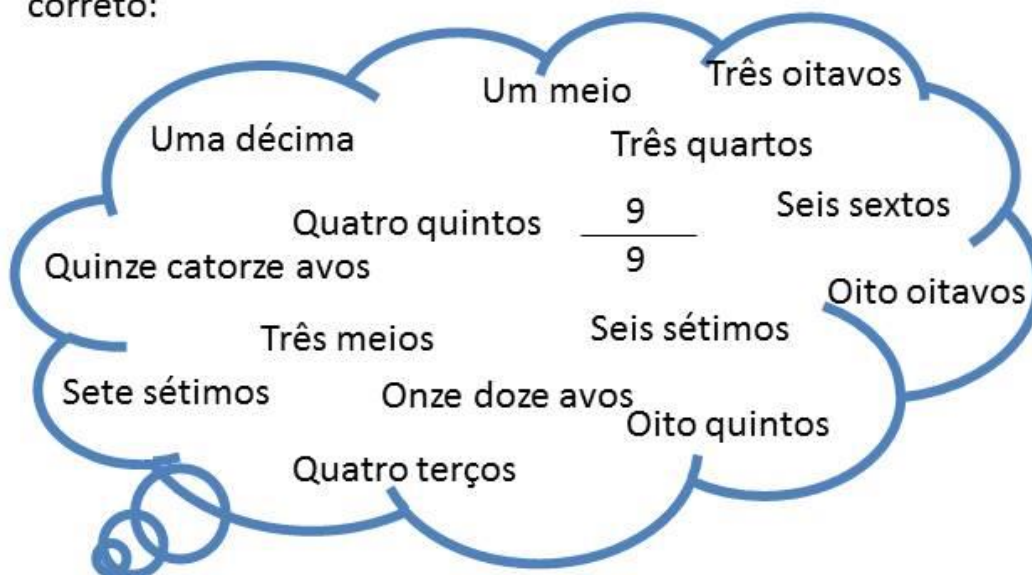 correto:
Um meio
Três oitavos
Uma décima
Três quartos
Quatro quintos
9
9
Seis sextos
Quinze catorze avos
Oito oitavos
Três meios
Seis sétimos
Sete sétimos
Onze doze avos
Oito quintos
Quatro terços